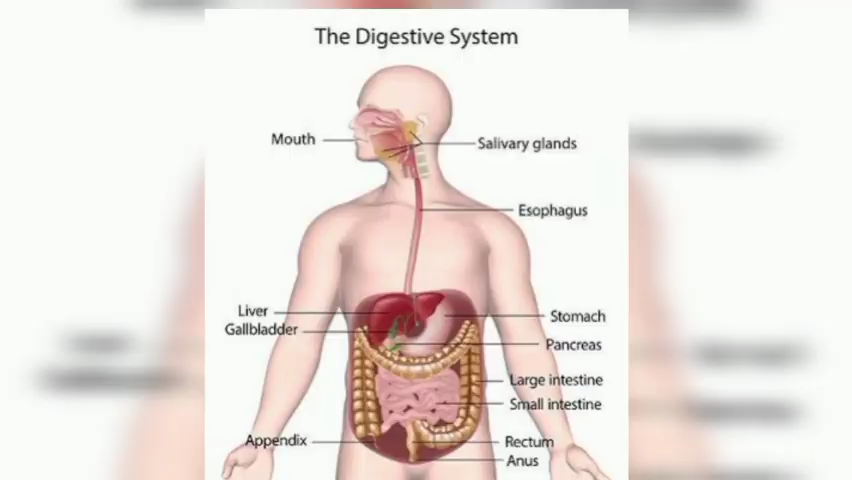 The Digestive System
Mouth
Salivary glands
Esophagus
Liver
Gallbladder
Stomach
Pancreas
Large intestine
Small intestine
Appendix
Rectum
Anus